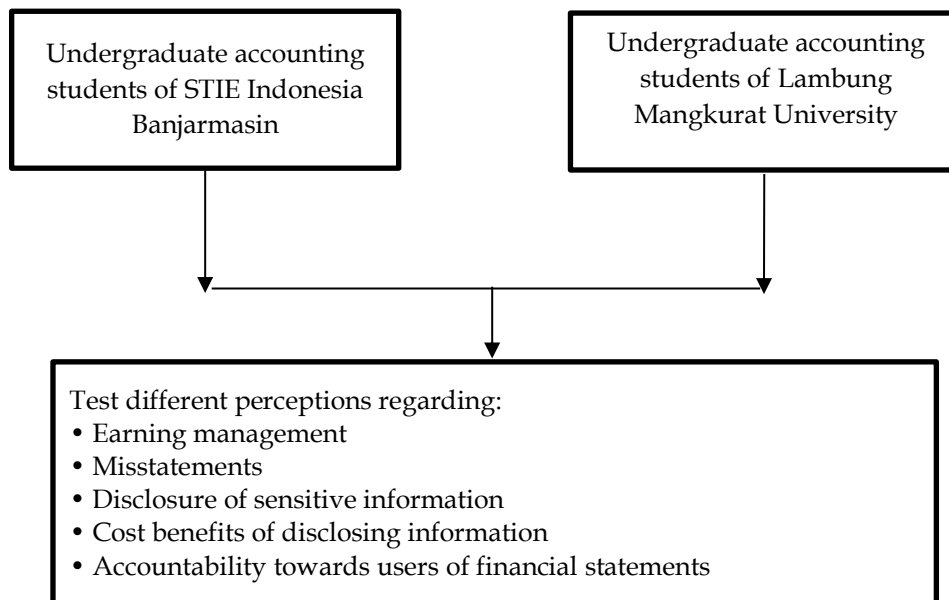 Undergraduate accounting
students of STIE Indonesia
Banjarmasin
Undergraduate accounting
students of Lambung
Mangkurat University
Test different perceptions regarding:
• Earning management
• Misstatements
• Disclosure of sensitive information
• Cost benefits of disclosing information
• Accountability towards users of financial statements